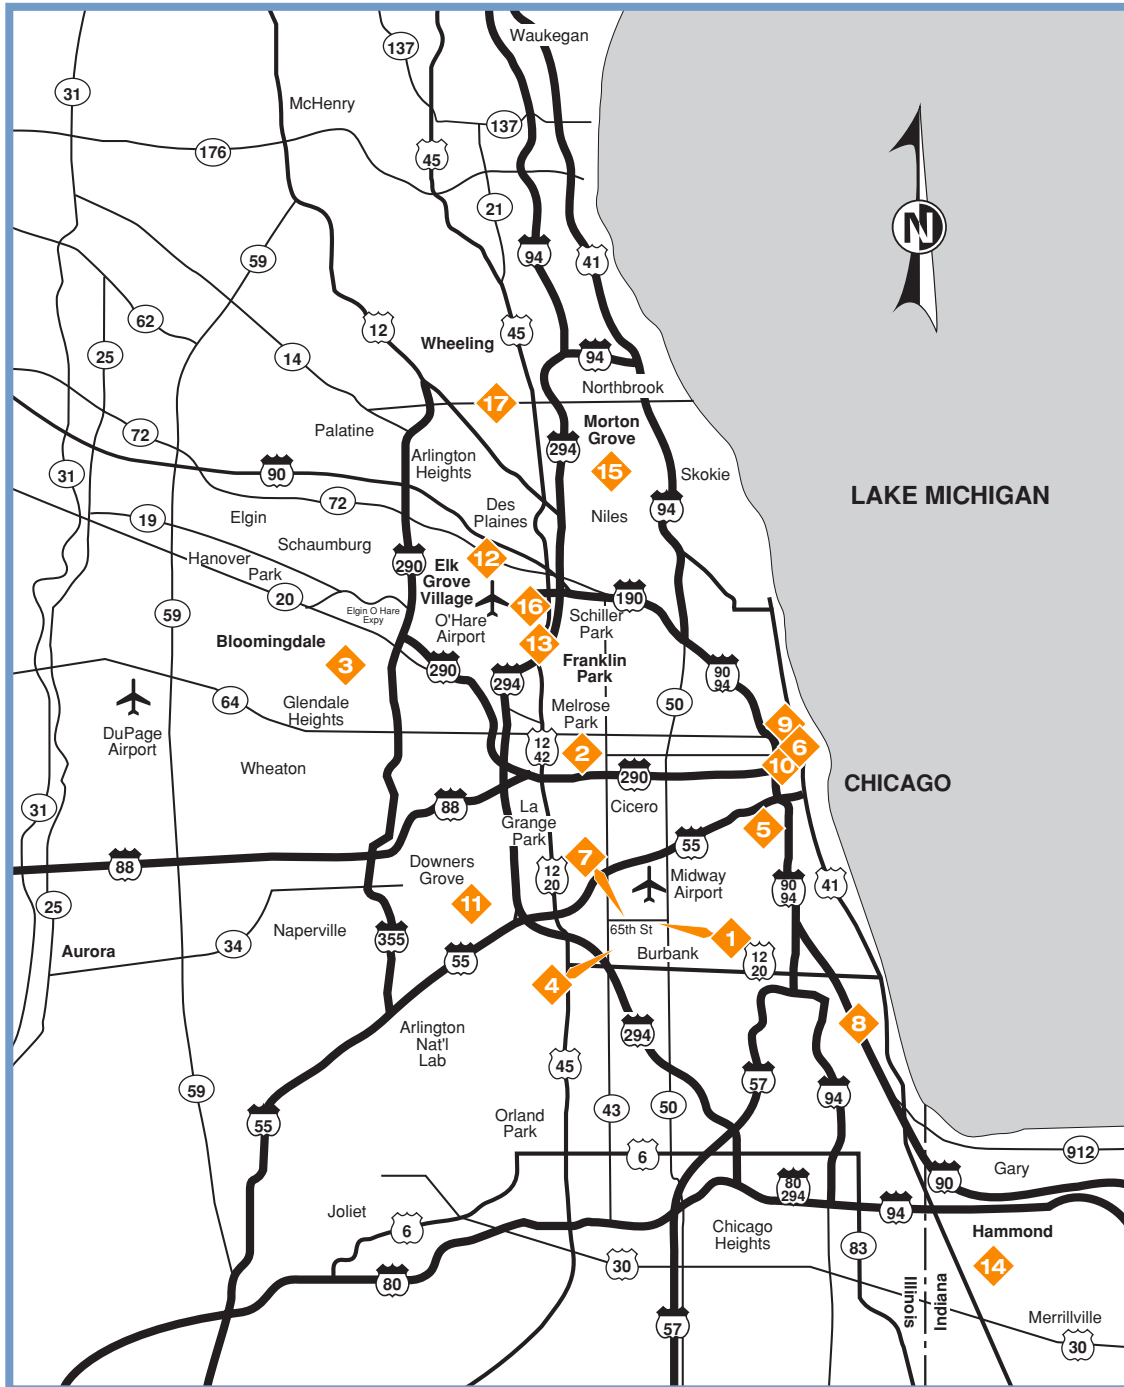 Waukegan
137
31
McHenry
137
176
45
21
N
59
94
41
62
12
45
25
14
Wheeling
94
Northbrook
17
Morton
Grove
Palatine
72
294
Arlington
Heights
15
Skokie
31
90
LAKE MICHIGAN
72
Des
Plaines
94
19
Elgin
Niles
Schaumburg
Hanover
Park
290
12
Elk
Grove
Village
20
190
59
Elgin O Hare
Expy
16
O'Hare
Airport
Schiller
Park
Bloomingdale
13
3
Franklin
Park
290
294
90
94
64
Glendale
Heights
Melrose
Park
50
9
DuPage
Airport
12
42
2
6
10
Wheaton
290
CHICAGO
31
88
La
Grange
Park
Cicero
5
55
7
88
Downers
Grove
12
20
Midway
Airport
90
94
41
25
11
Naperville
65th St
1
Aurora
34
355
55
Burbank
12
20
4
8
Arlington
Nat'l
Lab
294
45
57
59
94
55
Orland
Park
43
50
6
912
Gary
80
294
90
Joliet
6
94
Chicago
Heights
Hammond
83
14
30
80
Illinois
Indiana
57
Merrillville
30